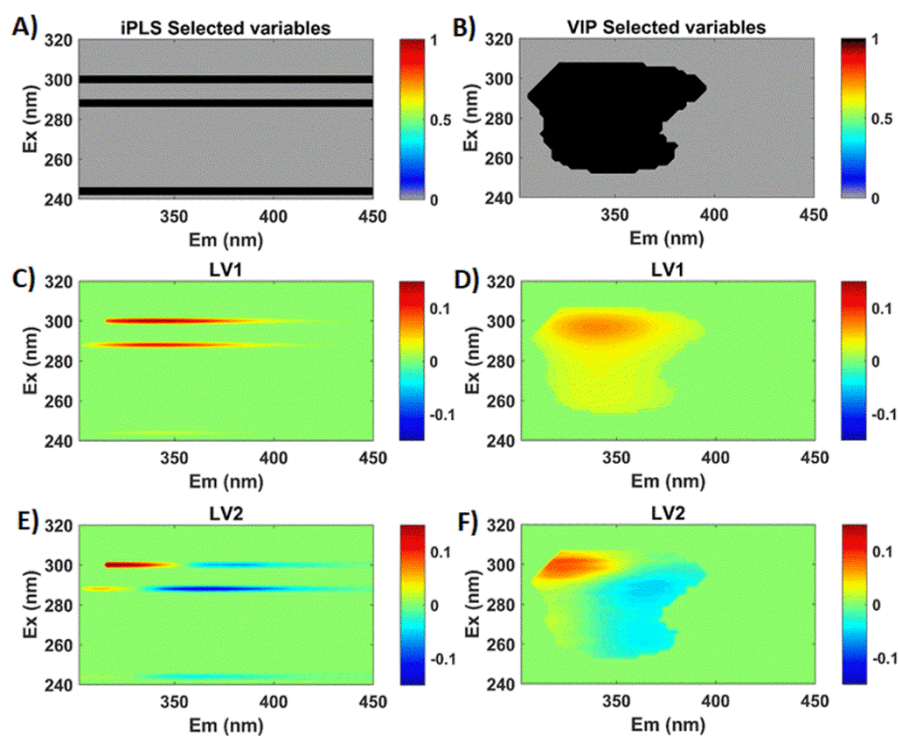 A) iPLS Selected variables
320
300
280
260
240
Ex (nm)
350 400 450
Em (nm)
1
0.5
0
B) VIP Selected variables
320
300
280
260
240
Ex (nm)
350 400 450
Em (nm)
1
0.5
0
C) LV1
320
300
280
260
240
Ex (nm)
350 400 450
Em (nm)
0.1
0
-0.1
D) LV1
320
300
280
260
240
Ex (nm)
350 400 450
Em (nm)
0.1
0
-0.1
E) LV2
320
300
280
260
240
Ex (nm)
350 400 450
Em (nm)
0.1
0
-0.1
F) LV2
320
300
280
260
240
Ex (nm)
350 400 450
Em (nm)
0.1
0
-0.1